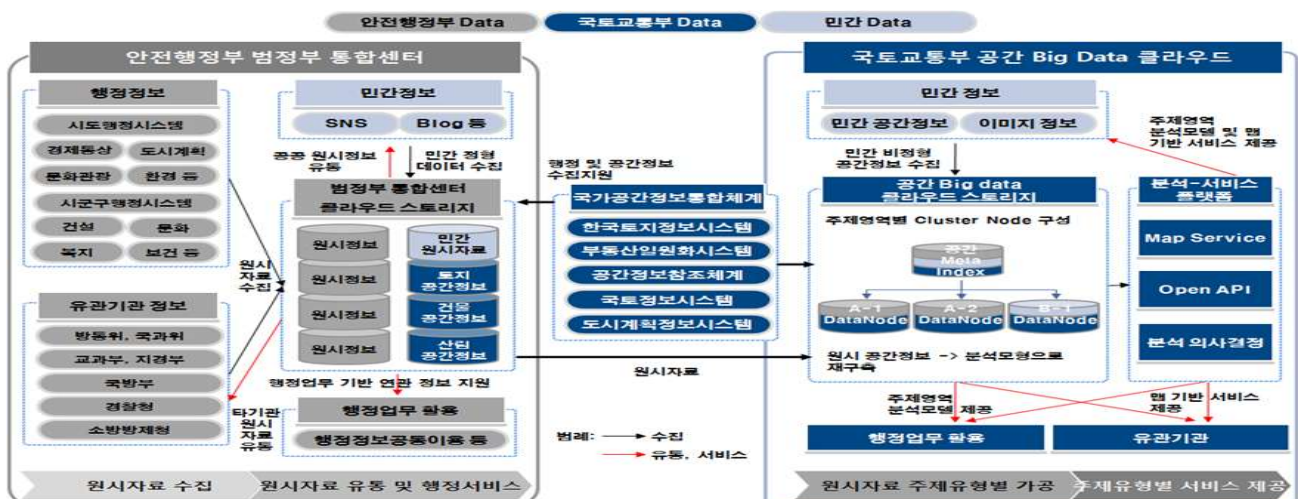 안전행정부 Data
국토교통부 Data
민간 Data
안전행정부 범정부 통합센터
행정정보
시도행정시스템
경제통상
도시계획
문화관광
환경 등
시군구행정시스템
건설
문화
복지
보건 등
유관기관 정보
방통위, 국과위
교과부, 지경부
국방부
경찰청
소방방제청
원시
자료
수집
타기관
원시
자료
유통
민간정보
SNS
Blog 등
공공 원시정보
유통
민간 정형
데이터 수집
범정부 통합센터
클라우드 스토리지
원시정보
원시정보
원시정보
원시정보
민간
원시자료
토지
공간정보
건물
공간정보
산림
공간정보
행정업무 기반 연관 정보 지원
행정업무 활용
행정정보공동이용 등
행정 및 공간정보
수집지원
국가공간정보통합체계
한국토지정보시스템
부동산일원화시스템
공간정보참조체계
국토정보시스템
도시계획정보시스템
원시자료
범례:
수집
유통, 서비스
국토교통부 공간 Big Data 클라우드
민간 정보
민간 공간정보
이미지 정보
주제영역
분석모델 및 맵
기반 서비스 제공
민간 비정형
공간정보 수집
공간 Big data
클라우드 스토리지
주제영역별 Cluster Node 구성
공간
Meta
Index
A-1
DataNode
A-2
DataNode
B-1
DataNode
원시 공간정보 -> 분석모형으로
재구축
분석-서비스
플랫폼
Map Service
Open API
분석 의사결정
주제영역
분석모델 제공
맵 기반 서비스
제공
행정업무 활용
유관기관
원시자료 수집
원시자료 유통 및 행정서비스
원시자료 주제유형별 가공
주제유형별 서비스 제공